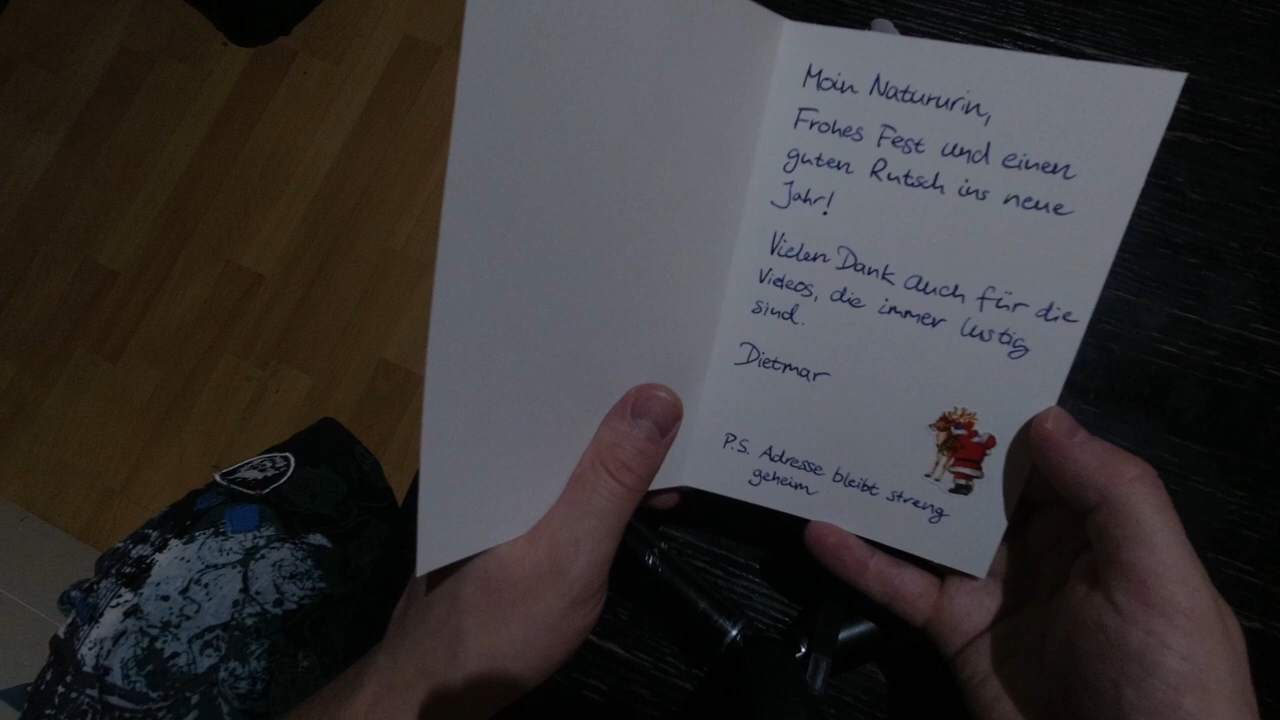 Moin Natururin,
Frohes Fest und einen
guten Rutsch ins neue
Jahr!
Vielen Dank auch für die
Videos, die immer lustig
sind.
Dietmar
P.S. Adresse bleibt streng
geheim